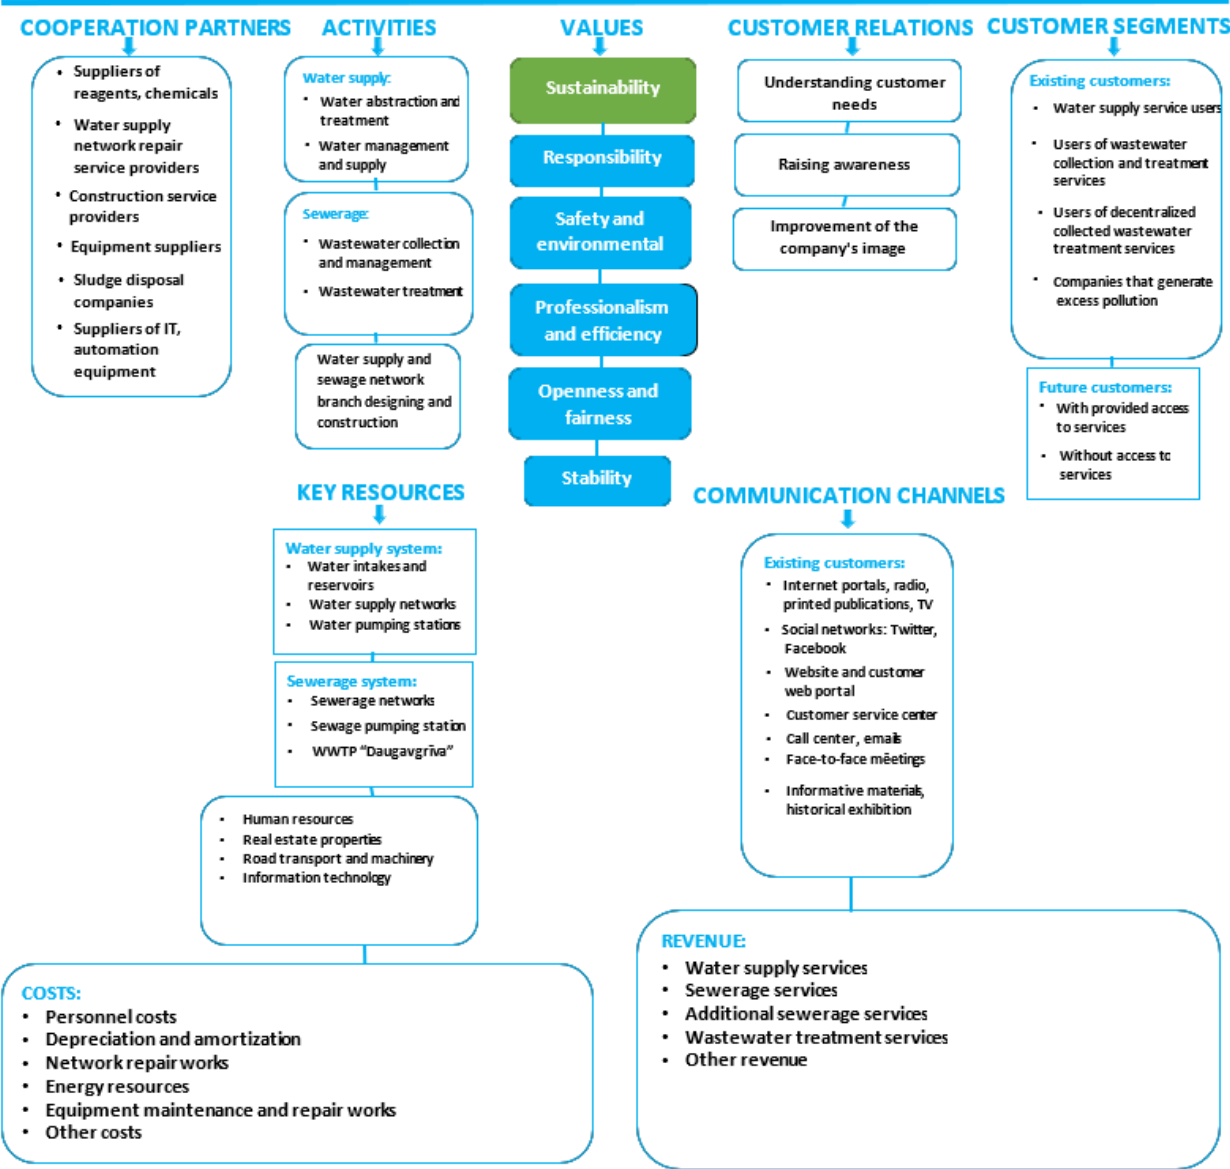 COOPERATION PARTNERS
Suppliers of
reagents, chemicals
Water supply
network repair
service providers
Construction service
providers
Equipment suppliers
Sludge disposal
companies
Suppliers of IT,
automation
equipment
ACTIVITIES
Water supply:
Water abstraction and
treatment
Water management
and supply
Sewerage:
Wastewater collection
and management
Wastewater treatment
Water supply and
sewage network
branch designing and
construction
VALUES
Sustainability
Responsibility
Safety and
environmental
Professionalism
and efficiency
Openness and
fairness
Stability
CUSTOMER RELATIONS
Understanding customer
needs
Raising awareness
Improvement of the
company's image
CUSTOMER SEGMENTS
Existing customers:
Water supply service users
Users of wastewater
collection and treatment
services
Users of decentralized
collected wastewater
treatment services
Companies that generate
excess pollution
Future customers:
With provided access
to services
Without access to
services
KEY RESOURCES
Water supply system:
Water intakes and
reservoirs
Water supply networks
Water pumping stations
Sewerage system:
Sewerage networks
Sewage pumping station
WWTP "Daugavgrīva"
Human resources
Real estate properties
Road transport and machinery
Information technology
COMMUNICATION CHANNELS
Existing customers:
Internet portals, radio,
printed publications, TV
Social networks: Twitter,
Facebook
Website and customer
web portal
Customer service center
Call center, emails
Face-to-face mēetings
Informative materials,
historical exhibition
COSTS:
Personnel costs
Depreciation and amortization
Network repair works
Energy resources
Equipment maintenance and repair works
Other costs
REVENUE:
Water supply services
Sewerage services
Additional sewerage services
Wastewater treatment services
Other revenue